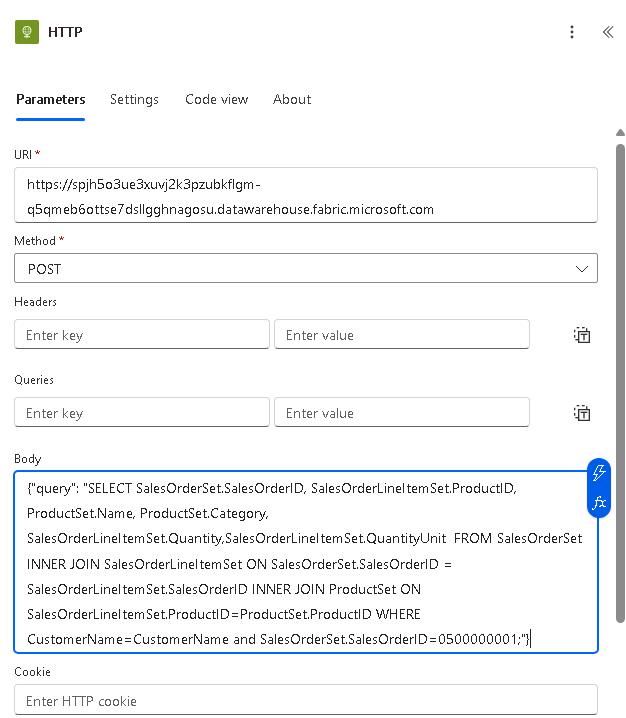 HTTP
Parameters Settings Code view About
URI *
https://spjh5o3ue3xuvj2k3pzubkflgm-
q5qmeb6ottse7dsllgghnagosu.datawarehouse.fabric.microsoft.com
Method *
POST
Headers
Enter key Enter value
Queries
Enter key Enter value
Body
{"query": "SELECT SalesOrderSet.SalesOrderID, SalesOrderLineItemSet.ProductID,
ProductSet.Name, ProductSet.Category,
SalesOrderLineItemSet.Quantity,SalesOrderLineItemSet.QuantityUnit  FROM SalesOrderSet
INNER JOIN SalesOrderLineItemSet ON SalesOrderSet.SalesOrderID =
SalesOrderLineItemSet.SalesOrderID INNER JOIN ProductSet ON
SalesOrderLineItemSet.ProductID=ProductSet.ProductID WHERE
CustomerName=CustomerName and SalesOrderSet.SalesOrderID=0500000001;"}
fx
Cookie
Enter HTTP cookie